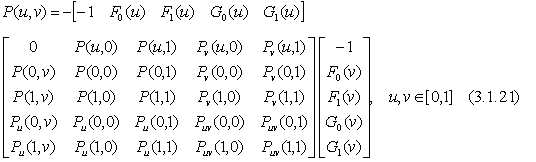 P(u,v) = −[−1 F₀(u) F₁(u) G₀(u) G₁(u)]
[0 P(u,0) P(u,1) Pᵥ(u,0) Pᵥ(u,1)] [−1]
[P(0,v) P(0,0) P(0,1) Pᵥ(0,0) Pᵥ(0,1)] [F₀(v)]
[P(1,v) P(1,0) P(1,1) Pᵥ(1,0) Pᵥ(1,1)] [F₁(v)], u,v∈[0,1] (3.1.21)
[Pᵤ(0,v) Pᵤ(0,0) Pᵤ(0,1) Pᵤᵥ(0,0) Pᵤᵥ(0,1)] [G₀(v)]
[Pᵤ(1,v) Pᵤ(1,0) Pᵤ(1,1) Pᵤᵥ(1,0) Pᵤᵥ(1,1)] [G₁(v)]